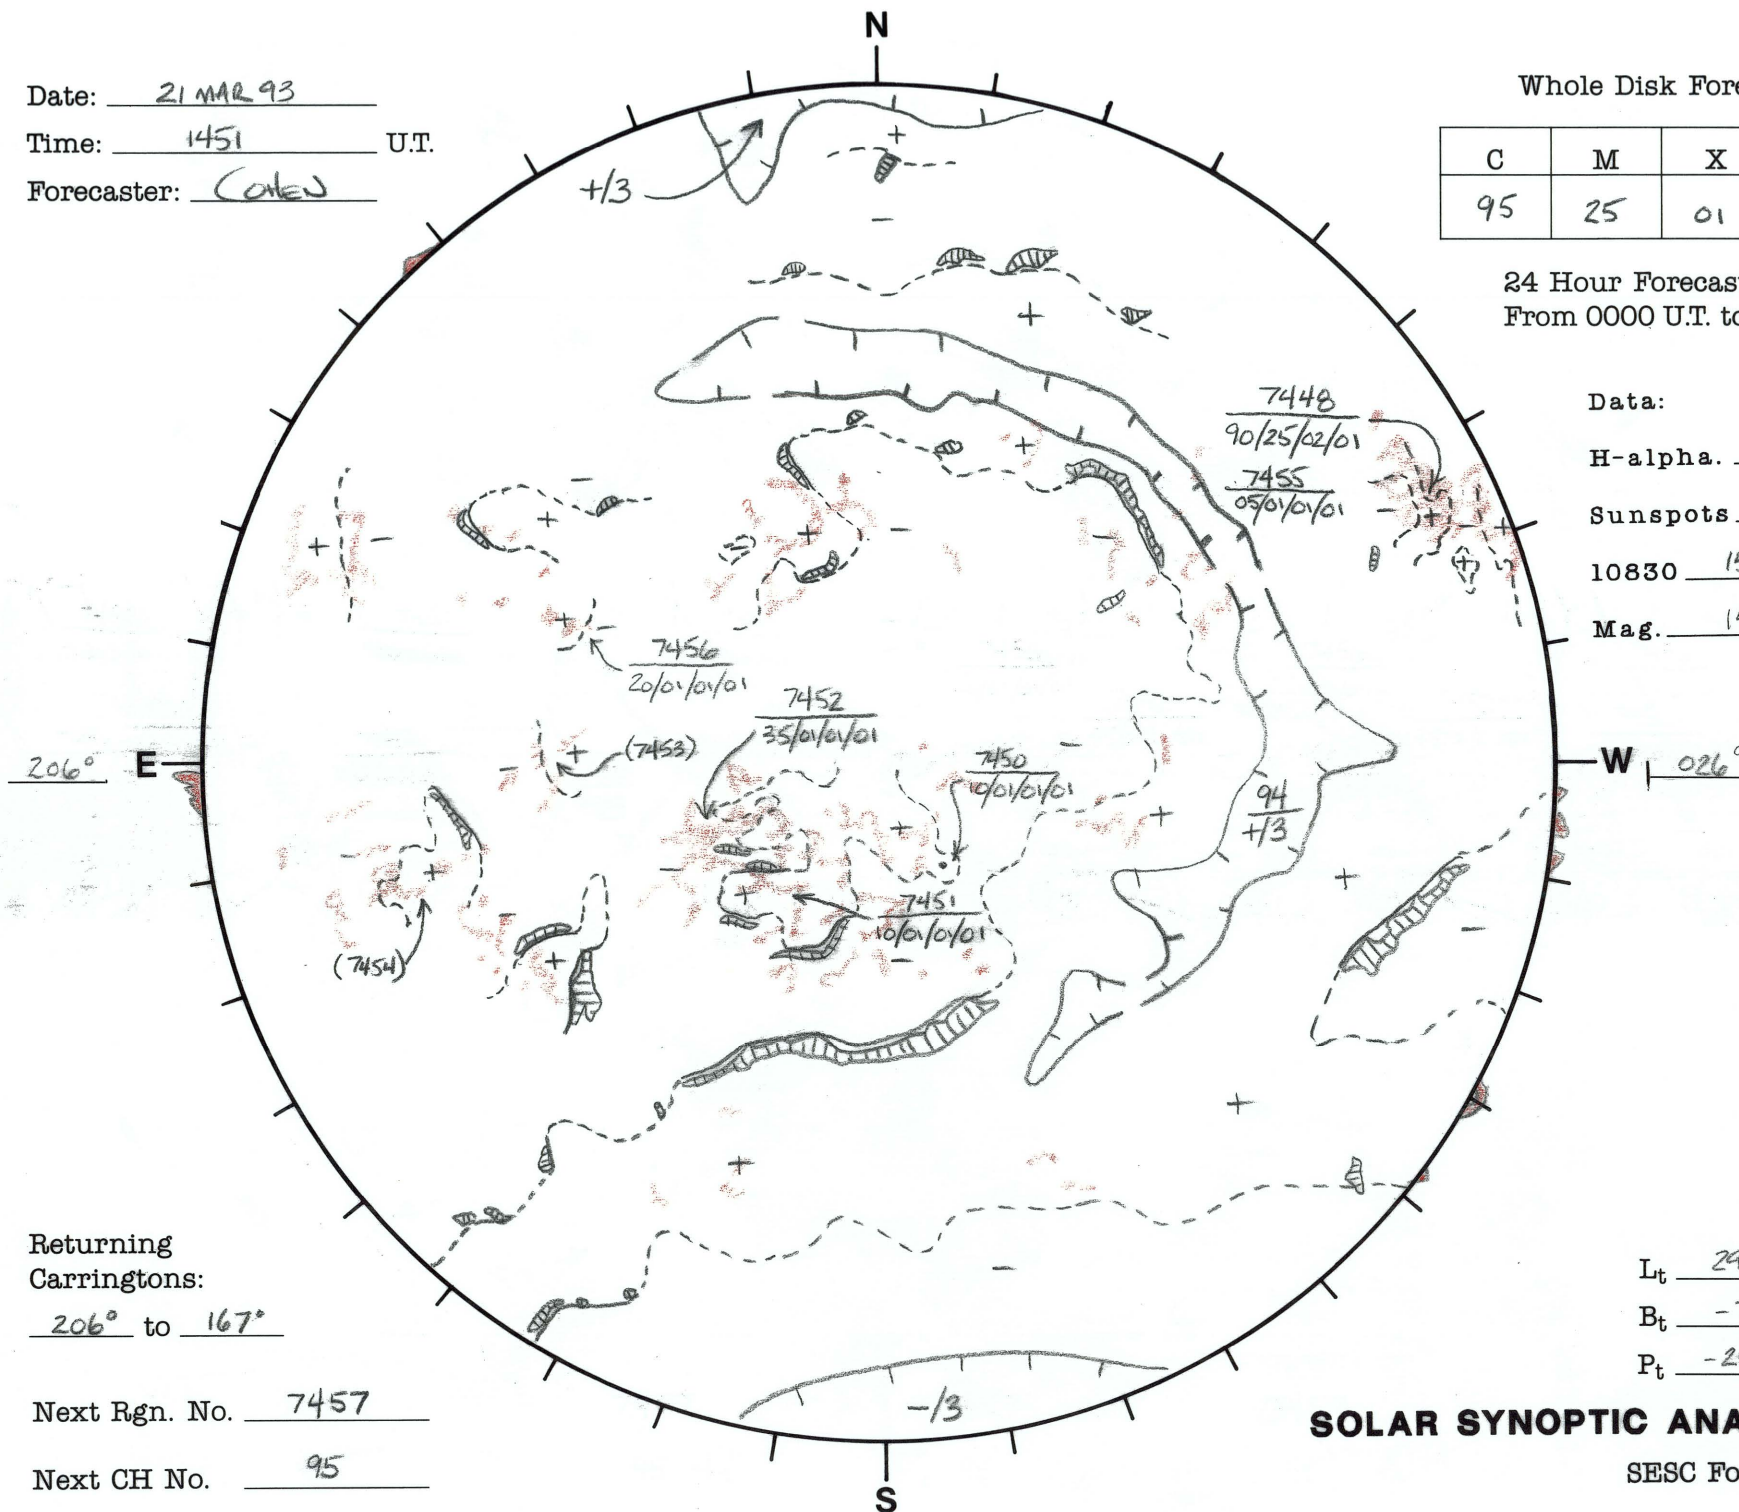 N
Date: 21 MAR 93
Time: 1451 U.T.
Forecaster: COHEN
Whole Disk Fore
C M X
95 25 01
24 Hour Forecas
From 0000 U.T. to
Data:
H-alpha.
Sunspots
10830
Mag.
+/3
+
-
+
7448
90/25/02/01
7455
05/01/01/01
7456
20/01/01/01
7452
35/01/01/01
(7453)
7450
10/01/01/01
206° E
W 026°
94
+/3
7451
10/01/01/01
(7454)
Returning
Carringtons:
206° to 167°
Next Rgn. No. 7457
Next CH No. 95
-/3
S
Lt 29
Bt -7
Pt -2
SOLAR SYNOPTIC ANA
SESC Fo